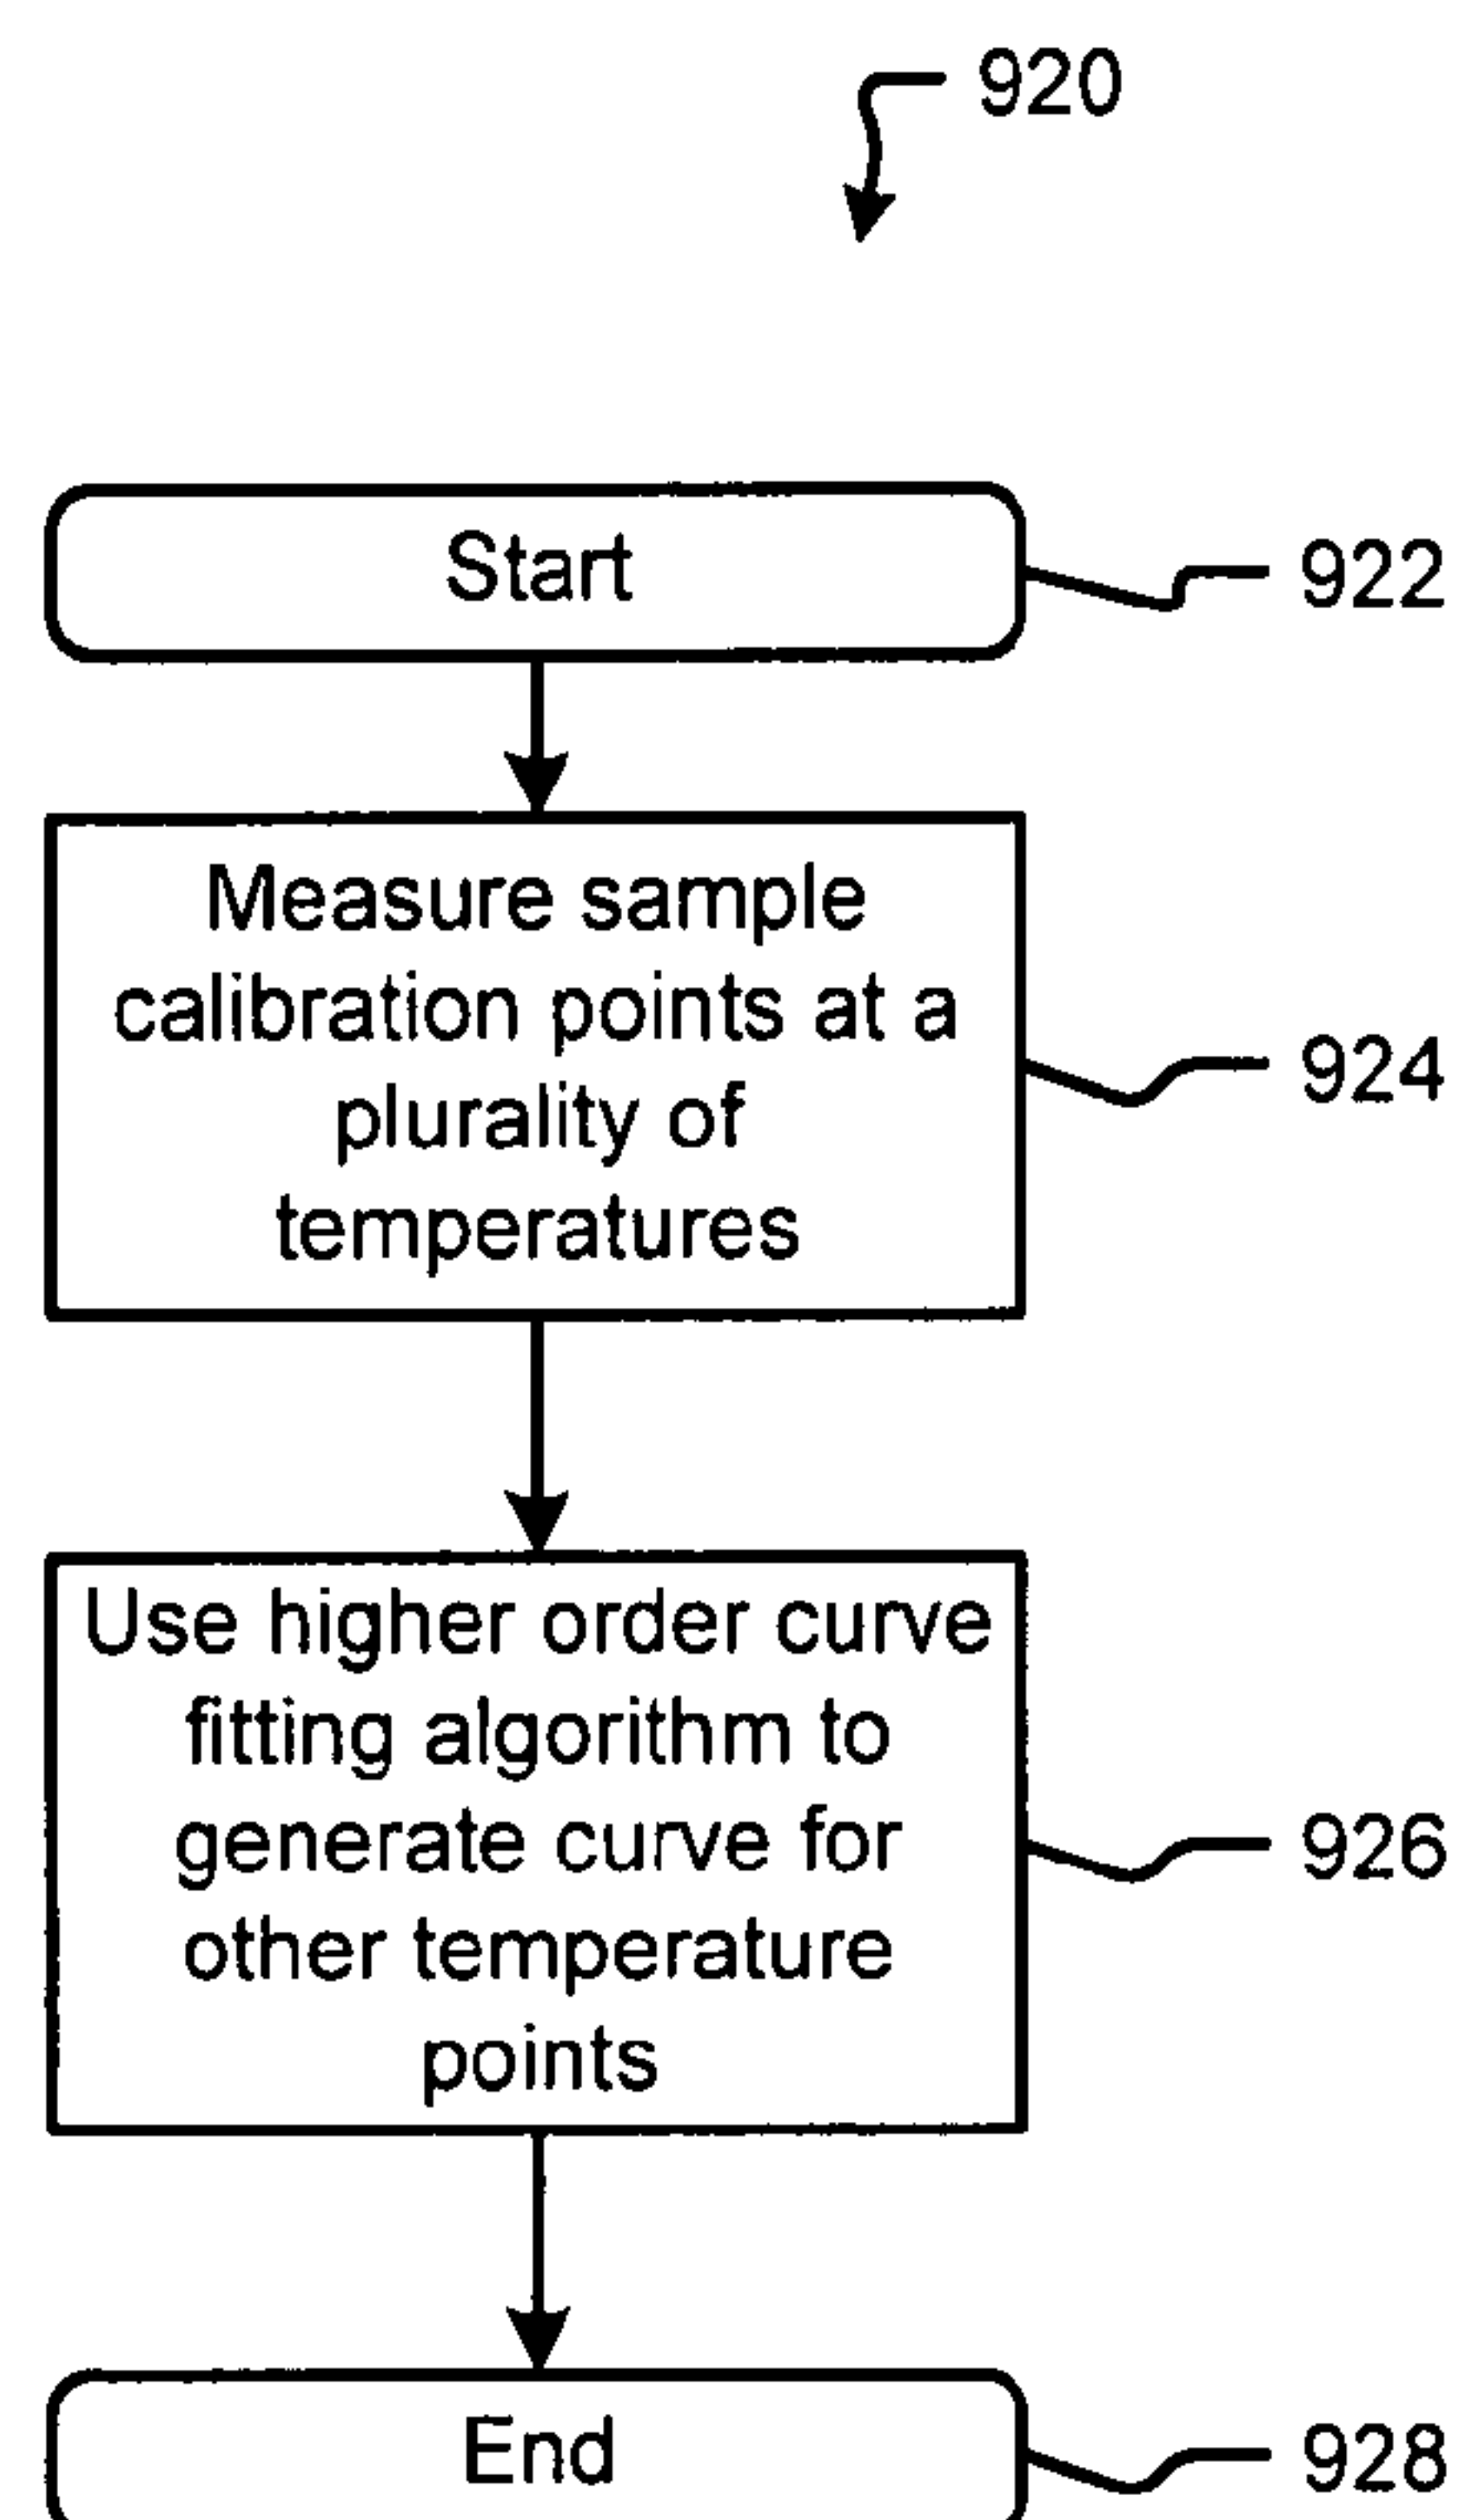 920
Start
922
Measure sample
calibration points at a
plurality of
temperatures
924
Use higher order curve
fitting algorithm to
generate curve for
other temperature
points
926
End
928